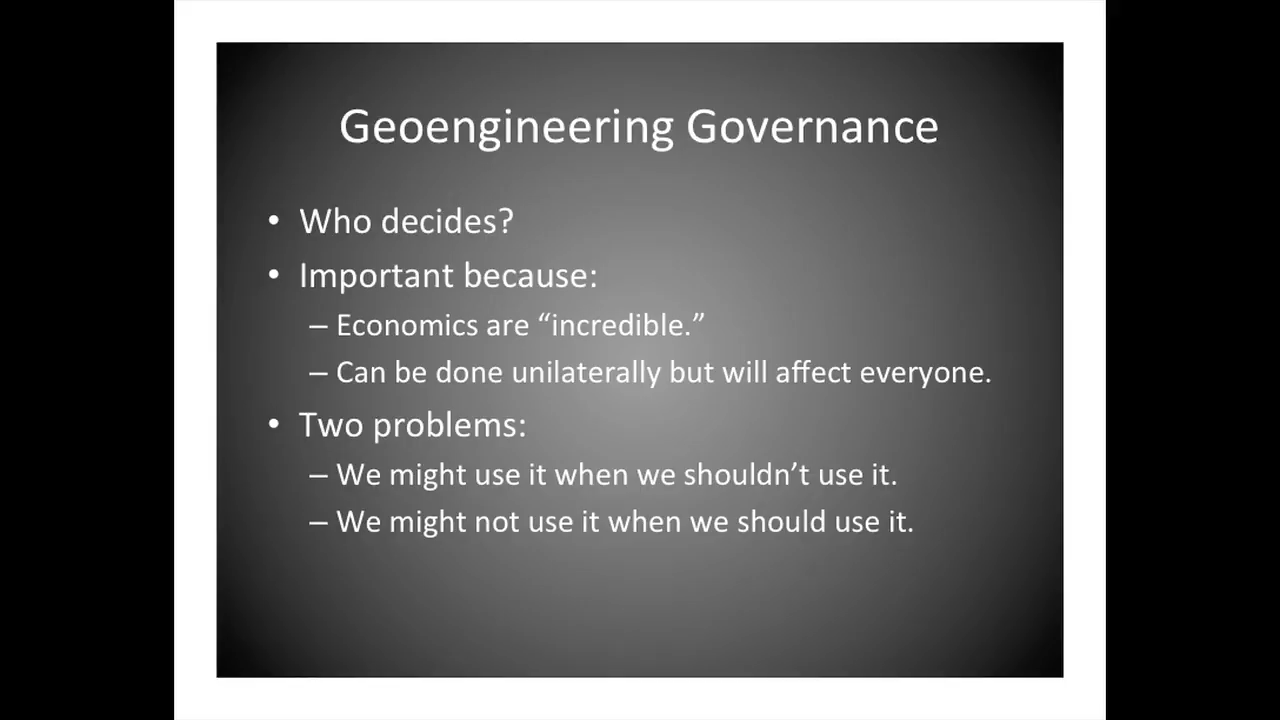 Geoengineering Governance
• Who decides?
• Important because:
– Economics are “incredible.”
– Can be done unilaterally but will affect everyone.
• Two problems:
– We might use it when we shouldn’t use it.
– We might not use it when we should use it.